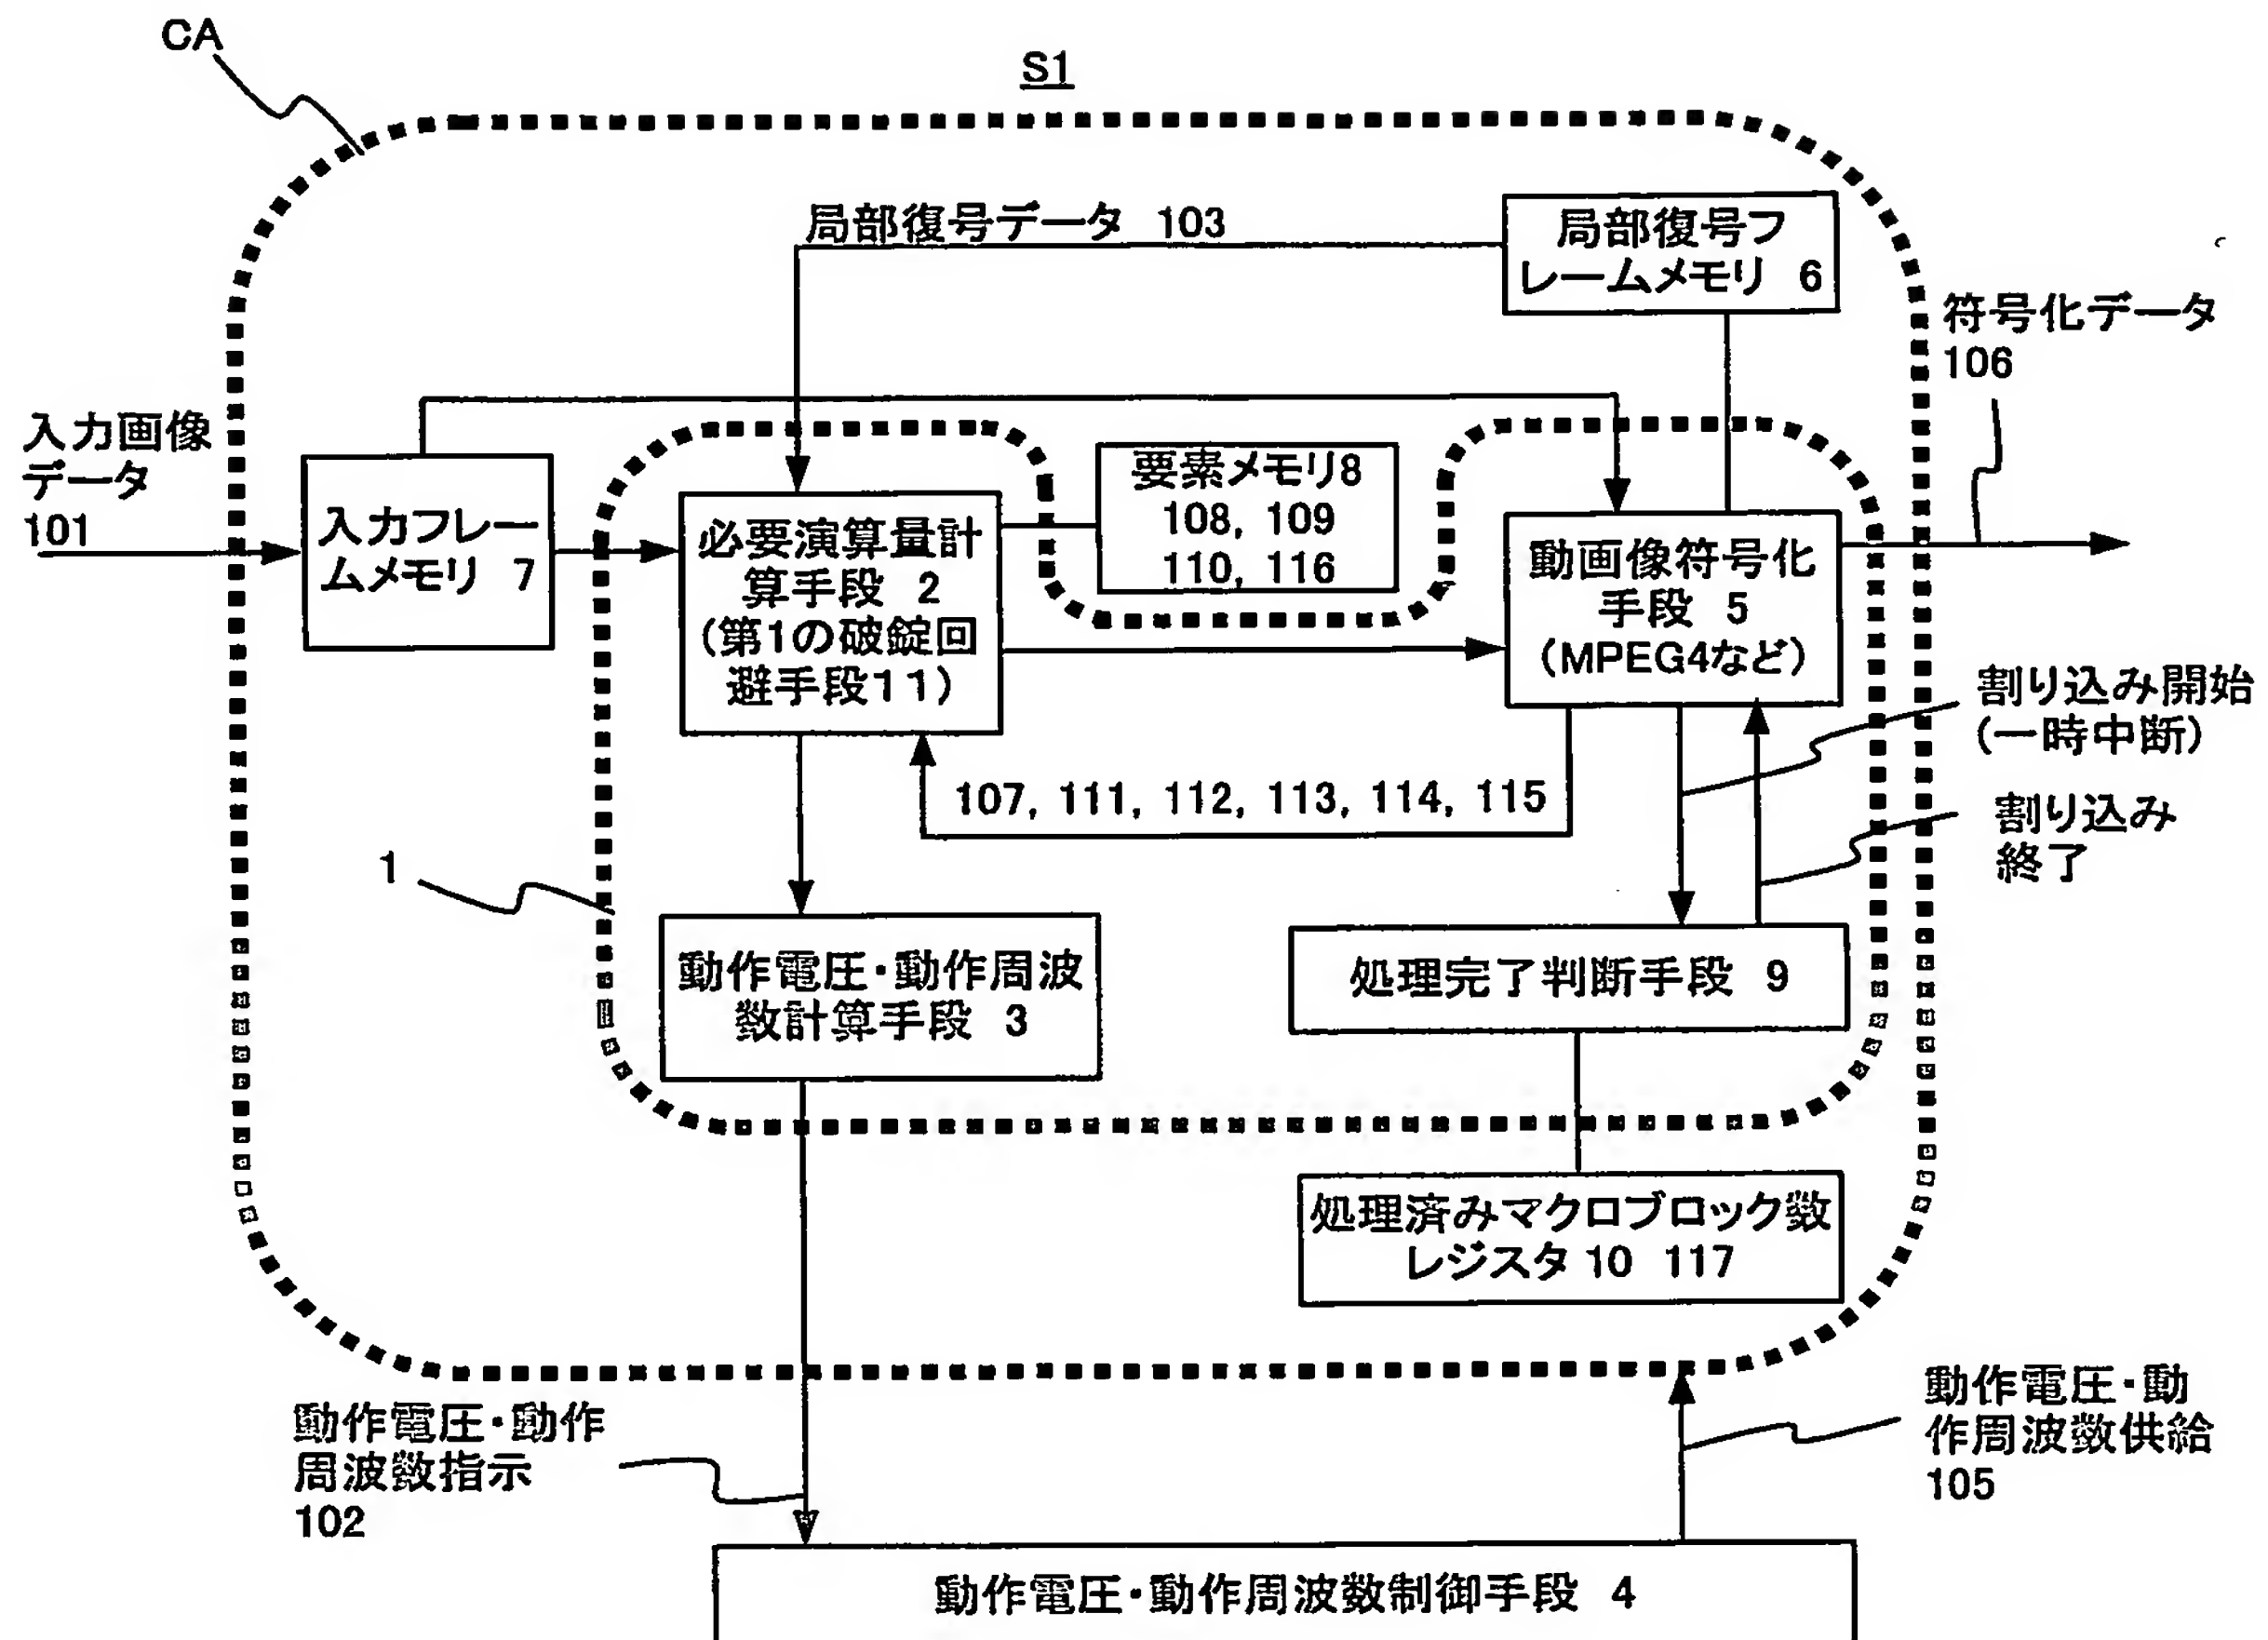 CA
S1
局部復号データ 103
局部復号フ
レームメモリ 6
符号化データ
106
入力画像
データ
101
入力フレー
ムメモリ 7
必要演算量計
算手段 2
(第1の破錠回
避手段11)
要素メモリ8
108, 109
110, 116
動画像符号化
手段 5
(MPEG4など)
割り込み開始
(一時中断)
107, 111, 112, 113, 114, 115
割り込み
終了
1
動作電圧・動作周波
数計算手段 3
処理完了判断手段 9
処理済みマクロブロック数
レジスタ 10 117
動作電圧・動作
周波数指示
102
動作電圧・動
作周波数供給
105
動作電圧・動作周波数制御手段 4